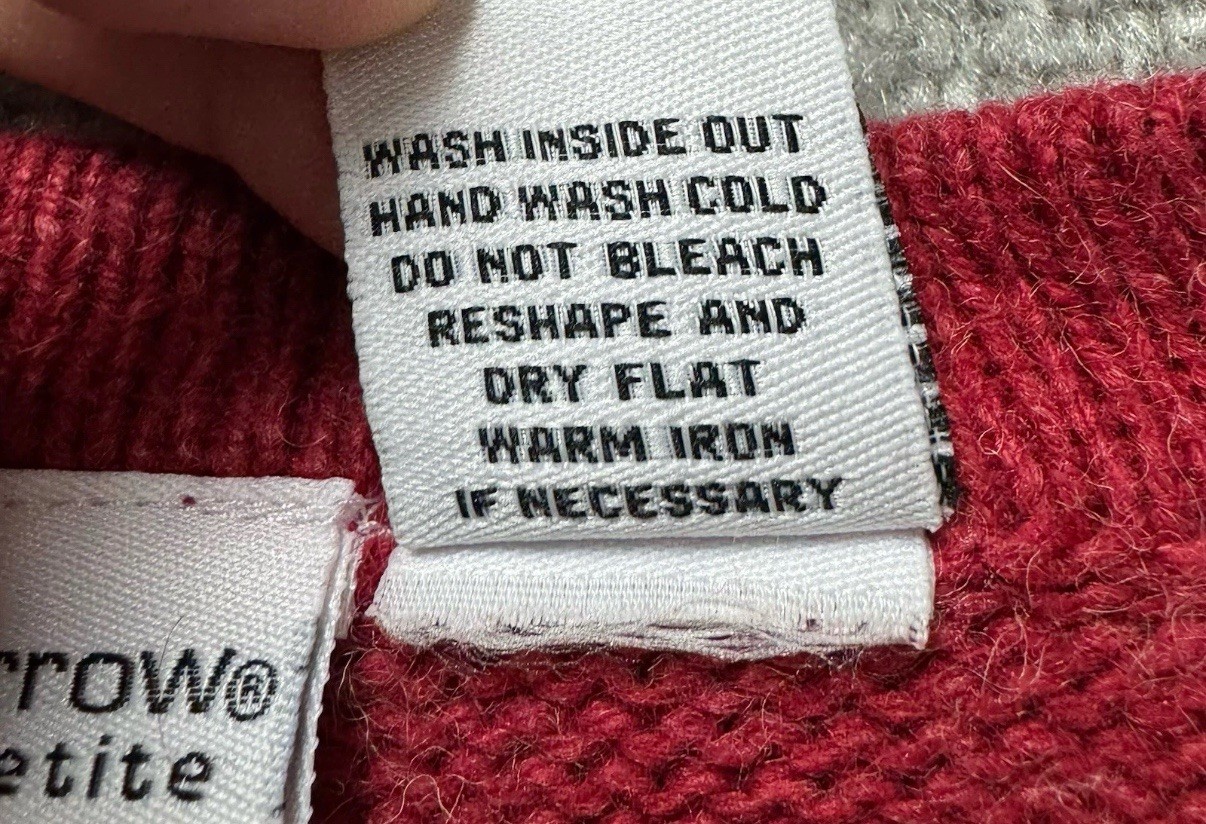 WASH INSIDE OUT
HAND WASH COLD
DO NOT BLEACH
RESHAPE AND
DRY FLAT
WARM IRON
IF NECESSARY
rrow®
etite